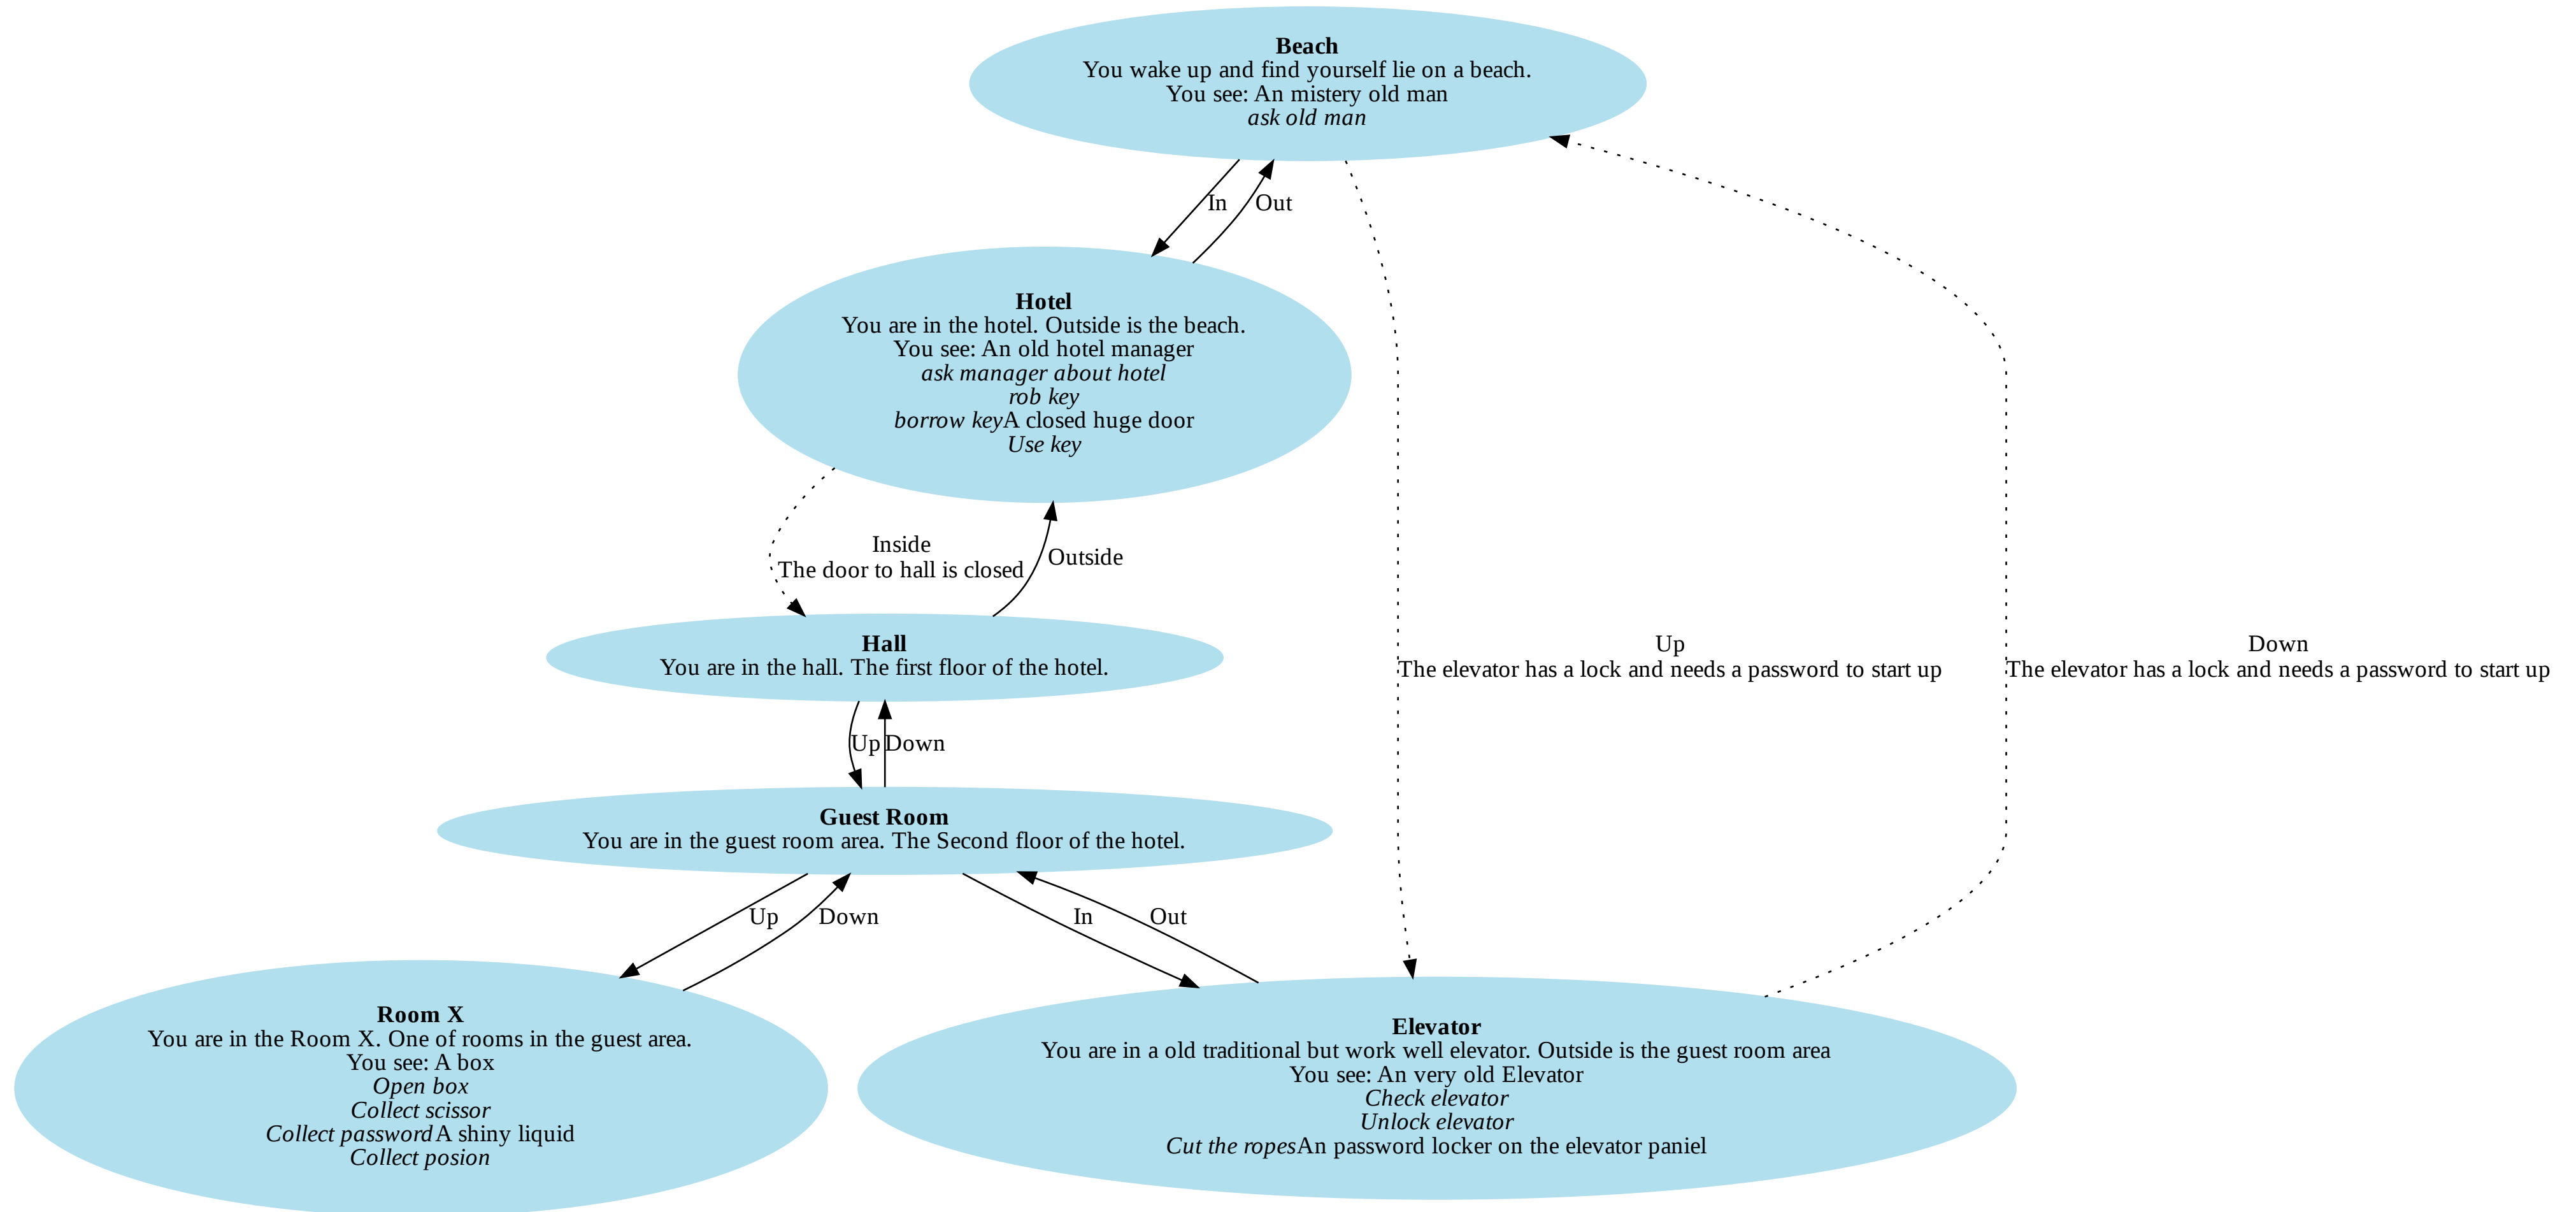 Beach
You wake up and find yourself lie on a beach.
You see: An mistery old man
ask old man
In
Out
Hotel
You are in the hotel. Outside is the beach.
You see: An old hotel manager
ask manager about hotel
rob key
borrow keyA closed huge door
Use key
Inside
The door to hall is closed
Outside
Hall
You are in the hall. The first floor of the hotel.
Up
The elevator has a lock and needs a password to start up
Down
The elevator has a lock and needs a password to start up
Up
Down
Guest Room
You are in the guest room area. The Second floor of the hotel.
Up
Down
In
Out
Room X
You are in the Room X. One of rooms in the guest area.
You see: A box
Open box
Collect scissor
Collect passwordA shiny liquid
Collect posion
Elevator
You are in a old traditional but work well elevator. Outside is the guest room area
You see: An very old Elevator
Check elevator
Unlock elevator
Cut the ropesAn password locker on the elevator paniel